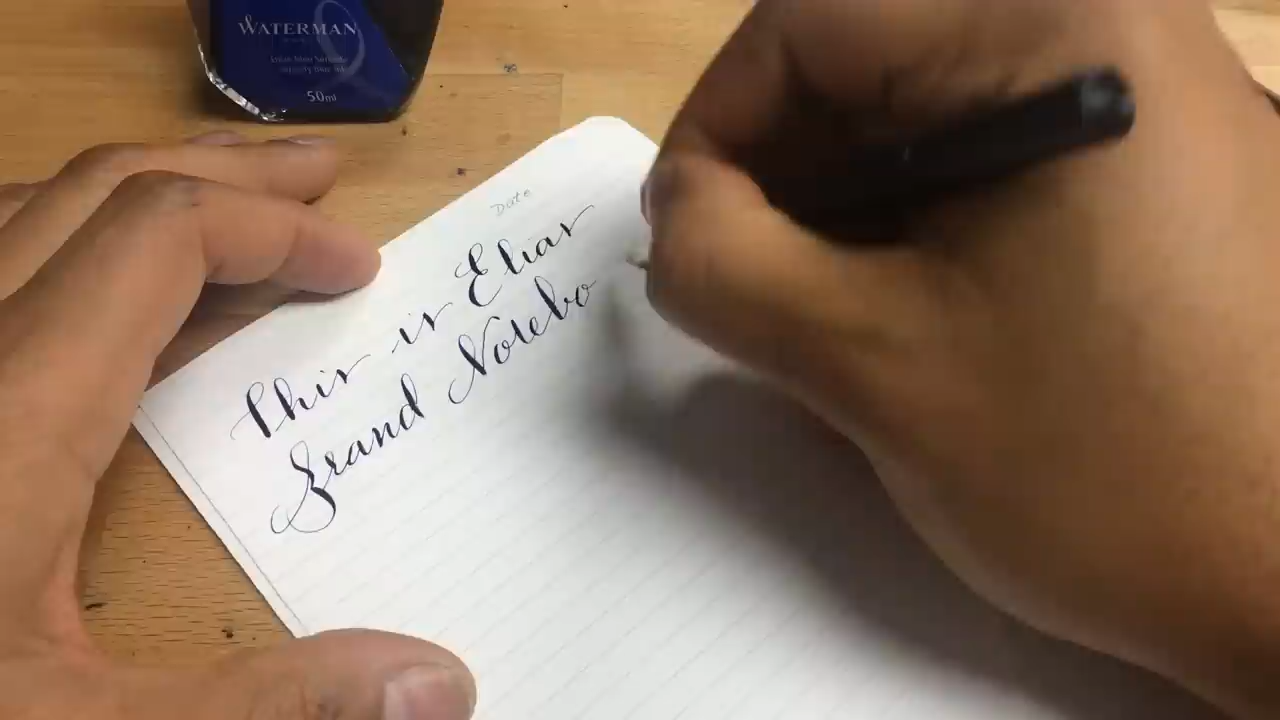 WATERMAN
50ml
Date
This is Elias
Grand Notebo